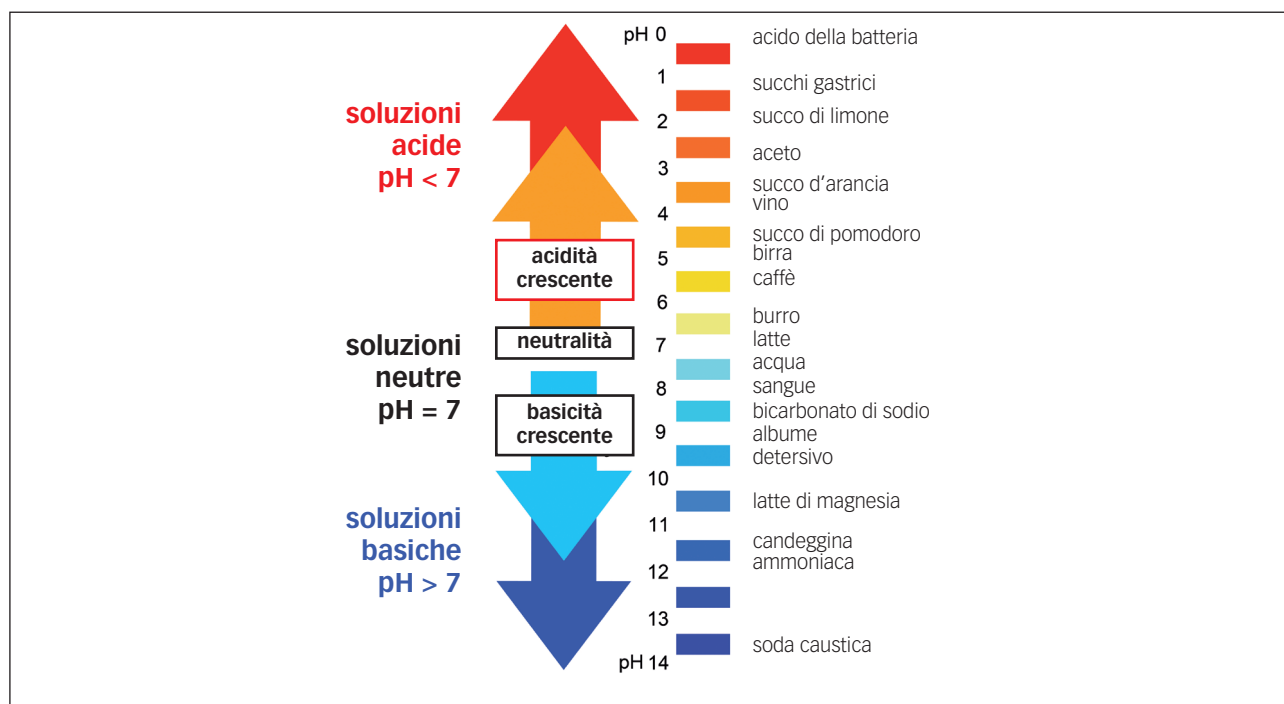 soluzioni
acide
pH < 7
acidità
crescente
neutralità
soluzioni
neutre
pH = 7
basicità
crescente
soluzioni
basiche
pH > 7
pH 0
1
2
3
4
5
6
7
8
9
10
11
12
13
pH 14
acido della batteria
succhi gastrici
succo di limone
aceto
succo d'arancia
vino
succo di pomodoro
birra
caffè
burro
latte
acqua
sangue
bicarbonato di sodio
albume
detersivo
latte di magnesia
candeggina
ammoniaca
soda caustica